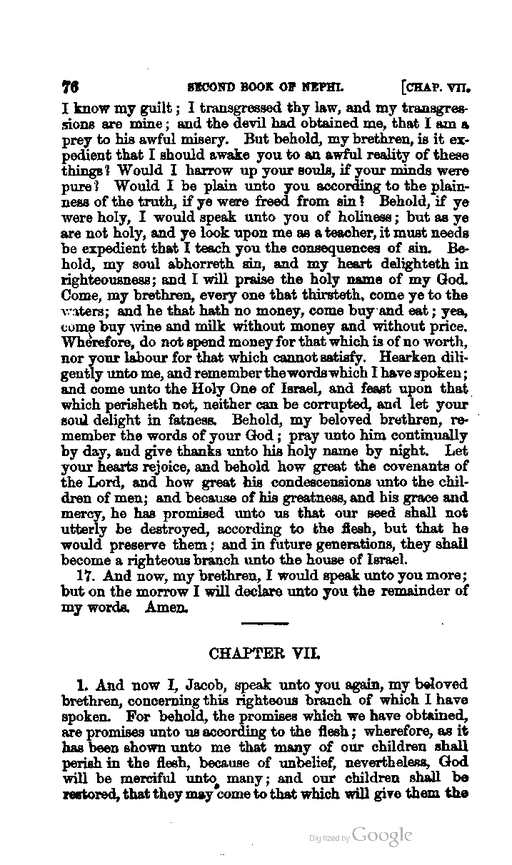 76 SECOND BOOK OF NEPHI. [CHAP. VII.
I know my guilt; I transgressed thy law, and my transgres-
sions are mine; and the devil had obtained me, that I am a
prey to his awful misery. But behold, my brethren, is it ex-
pedient that I should awake you to an awful reality of these
things? Would I harrow up your souls, if your minds were
pure? Would I be plain unto you according to the plain-
ness of the truth, if ye were freed from sin? Behold, if ye
were holy, I would speak unto you of holiness; but as ye
are not holy, and ye look upon me as a teacher, it must needs
be expedient that I teach you the consequences of sin. Be-
hold, my soul abhorreth sin, and my heart delighteth in
righteousness; and I will praise the holy name of my God.
Come, my brethren, every one that thirsteth, come ye to the
waters; and he that hath no money, come buy and eat; yea,
come buy wine and milk without money and without price.
Wherefore, do not spend money for that which is of no worth,
nor your labour for that which cannot satisfy. Hearken dili-
gently unto me, and remember the words which I have spoken;
and come unto the Holy One of Israel, and feast upon that
which perisheth not, neither can be corrupted, and let your
soul delight in fatness. Behold, my beloved brethren, re-
member the words of your God; pray unto him continually
by day, and give thanks unto his holy name by night. Let
your hearts rejoice, and behold how great the covenants of
the Lord, and how great his condescensions unto the chil-
dren of men; and because of his greatness, and his grace and
mercy, he has promised unto us that our seed shall not
utterly be destroyed, according to the flesh, but that he
would preserve them; and in future generations, they shall
become a righteous branch unto the house of Israel.
17. And now, my brethren, I would speak unto you more;
but on the morrow I will declare unto you the remainder of
my words. Amen.
CHAPTER VII.
1. And now I, Jacob, speak unto you again, my beloved
brethren, concerning this righteous branch of which I have
spoken. For behold, the promises which we have obtained,
are promises unto us according to the flesh; wherefore, as it
has been shown unto me that many of our children shall
perish in the flesh, because of unbelief, nevertheless, God
will be merciful unto many; and our children shall be
restored, that they may come to that which will give them the
Digitized by Google